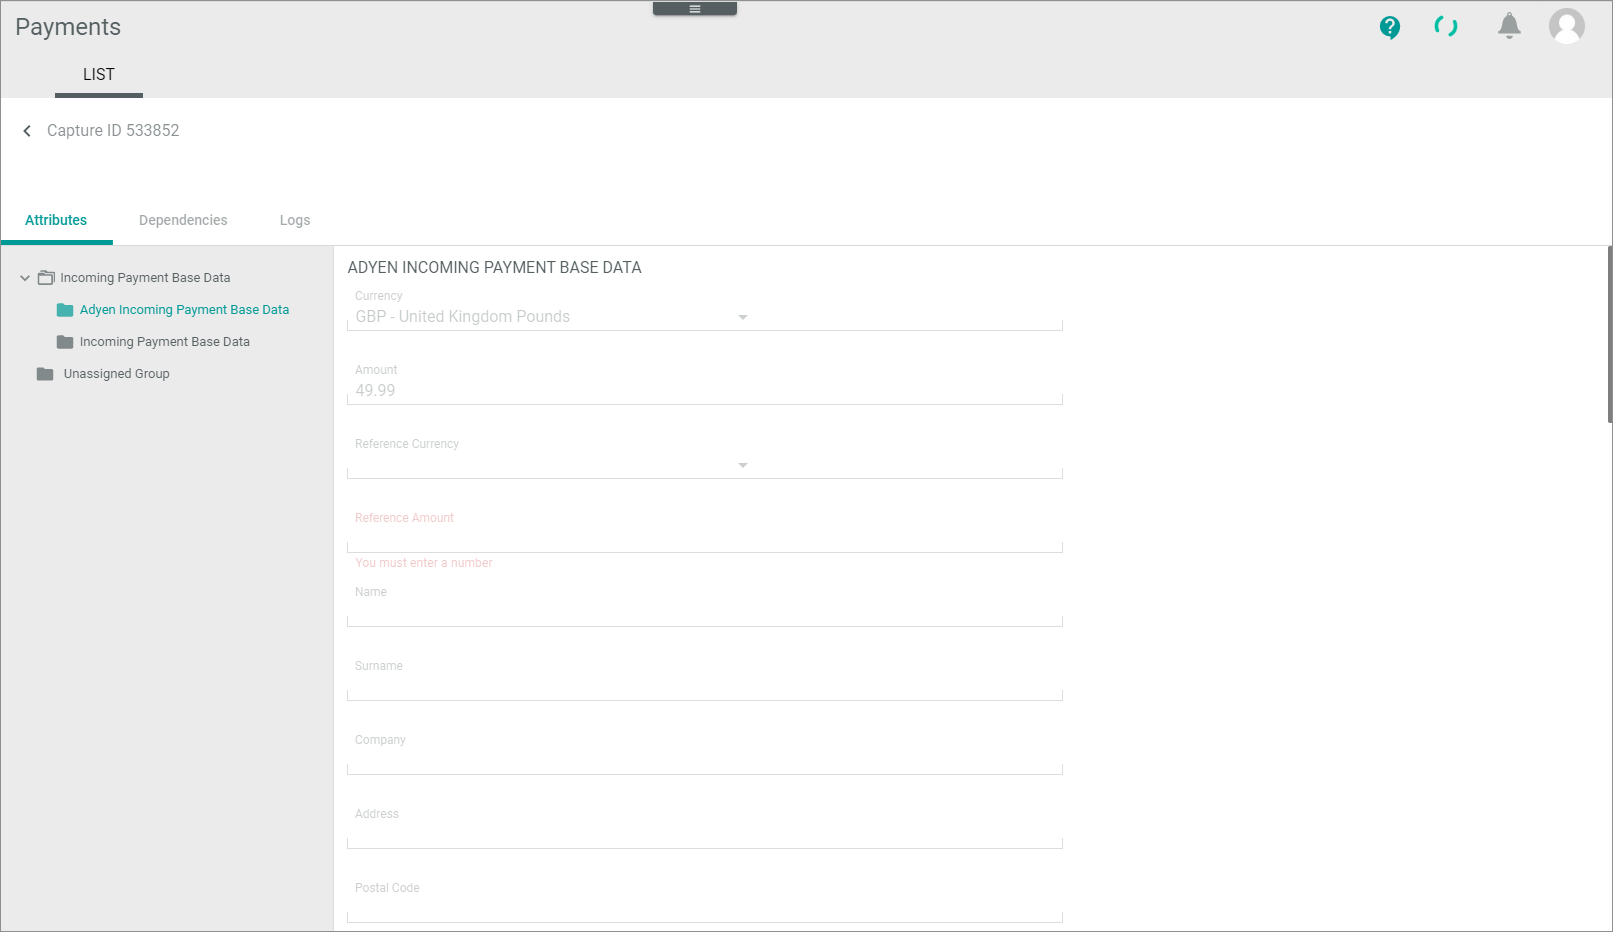 Payments
LIST
Capture ID 533852
Attributes
Dependencies
Logs
Incoming Payment Base Data
Adyen Incoming Payment Base Data
Incoming Payment Base Data
Unassigned Group
ADYEN INCOMING PAYMENT BASE DATA
Currency
GBP - United Kingdom Pounds
Amount
49.99
Reference Currency
Reference Amount
You must enter a number
Name
Surname
Company
Address
Postal Code